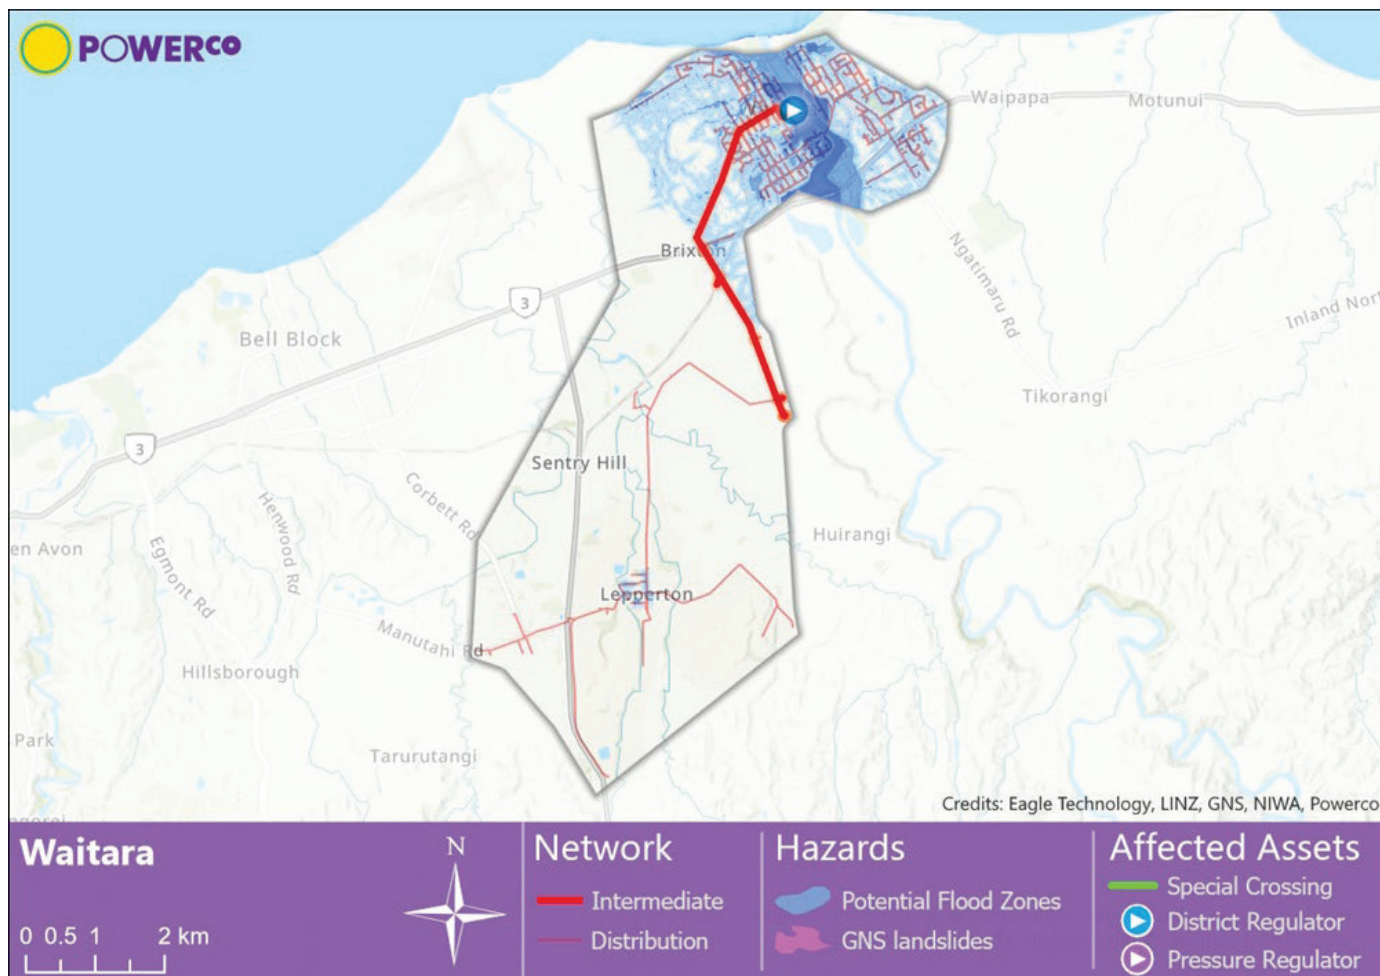 POWERCO
Waipapa
Motunui
Brixton
3
Ngatimaru Rd
Inland Nort
Bell Block
Tikorangi
3
Sentry Hill
Corbett Rd
Henwood Rd
Huirangi
en Avon
Egmont Rd
Lepperton
Manutahi Rd
Hillsborough
Park
Tarurutangi
Credits: Eagle Technology, LINZ, GNS, NIWA, Powerco
Waitara
N
0 0.5 1 2 km
Network
Intermediate
Distribution
Hazards
Potential Flood Zones
GNS landslides
Affected Assets
Special Crossing
District Regulator
Pressure Regulator